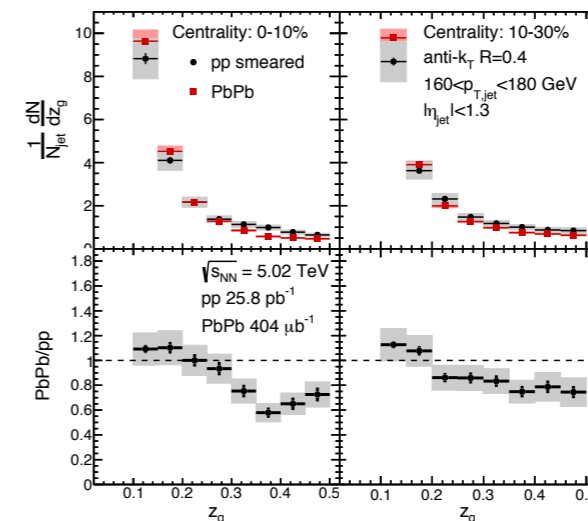 Centrality: 0-10%
pp smeared
PbPb
Centrality: 10-30%
anti-k_T R=0.4
160<p_T,jet<180 GeV
|η_jet|<1.3
1/N_jet dN/dz_g
10
8
6
4
2
0
√s_NN = 5.02 TeV
pp 25.8 pb⁻¹
PbPb 404 μb⁻¹
PbPb/pp
1.8
1.6
1.4
1.2
1
0.8
0.6
0.4
0.2
0
0.1 0.2 0.3 0.4 0.5
0.1 0.2 0.3 0.4 0.5
z_g
z_g